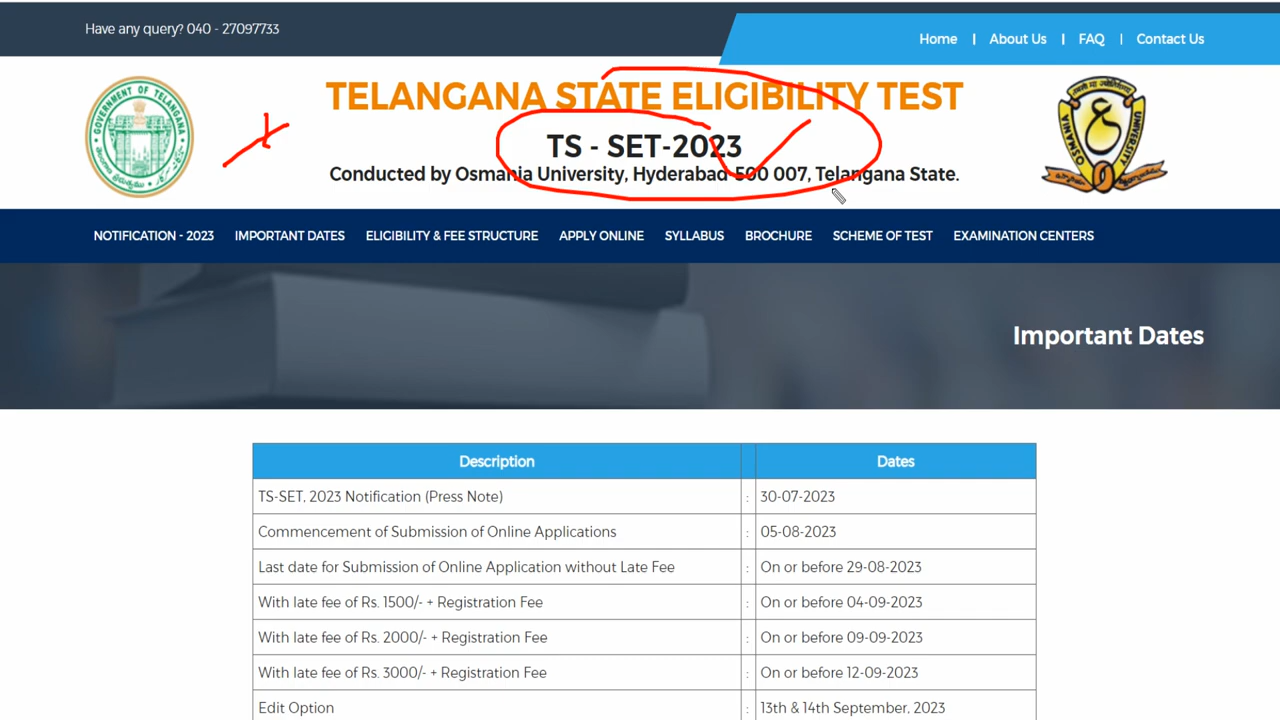 Have any query? 040 - 27097733
Home | About Us | FAQ | Contact Us
GOVERNMENT OF TELANGANA
TELANGANA STATE ELIGIBILITY TEST
TS - SET-2023
Conducted by Osmania University, Hyderabad 500 007, Telangana State.
OSMANIA UNIVERSITY
NOTIFICATION - 2023 IMPORTANT DATES ELIGIBILITY & FEE STRUCTURE APPLY ONLINE SYLLABUS BROCHURE SCHEME OF TEST EXAMINATION CENTERS
Important Dates
Description Dates
TS-SET, 2023 Notification (Press Note) : 30-07-2023
Commencement of Submission of Online Applications : 05-08-2023
Last date for Submission of Online Application without Late Fee : On or before 29-08-2023
With late fee of Rs. 1500/- + Registration Fee : On or before 04-09-2023
With late fee of Rs. 2000/- + Registration Fee : On or before 09-09-2023
With late fee of Rs. 3000/- + Registration Fee : On or before 12-09-2023
Edit Option : 13th & 14th September, 2023